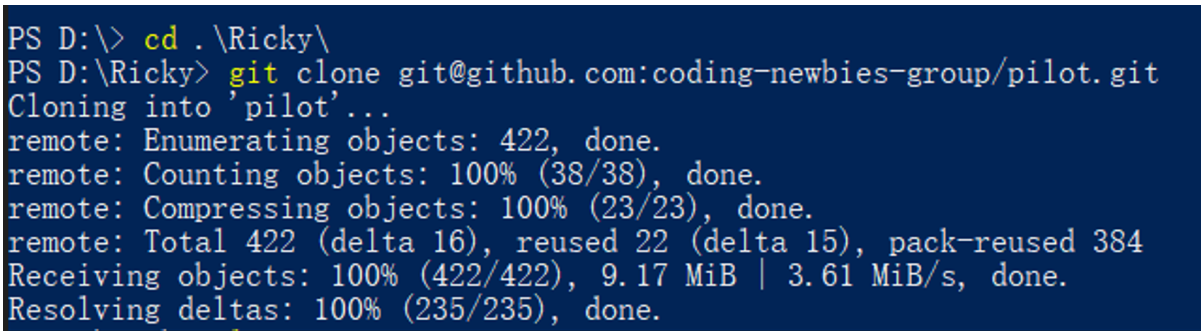 PS D:\> cd .\Ricky\
PS D:\Ricky> git clone git@github.com:coding-newbies-group/pilot.git
Cloning into 'pilot'...
remote: Enumerating objects: 422, done.
remote: Counting objects: 100% (38/38), done.
remote: Compressing objects: 100% (23/23), done.
remote: Total 422 (delta 16), reused 22 (delta 15), pack-reused 384
Receiving objects: 100% (422/422), 9.17 MiB | 3.61 MiB/s, done.
Resolving deltas: 100% (235/235), done.